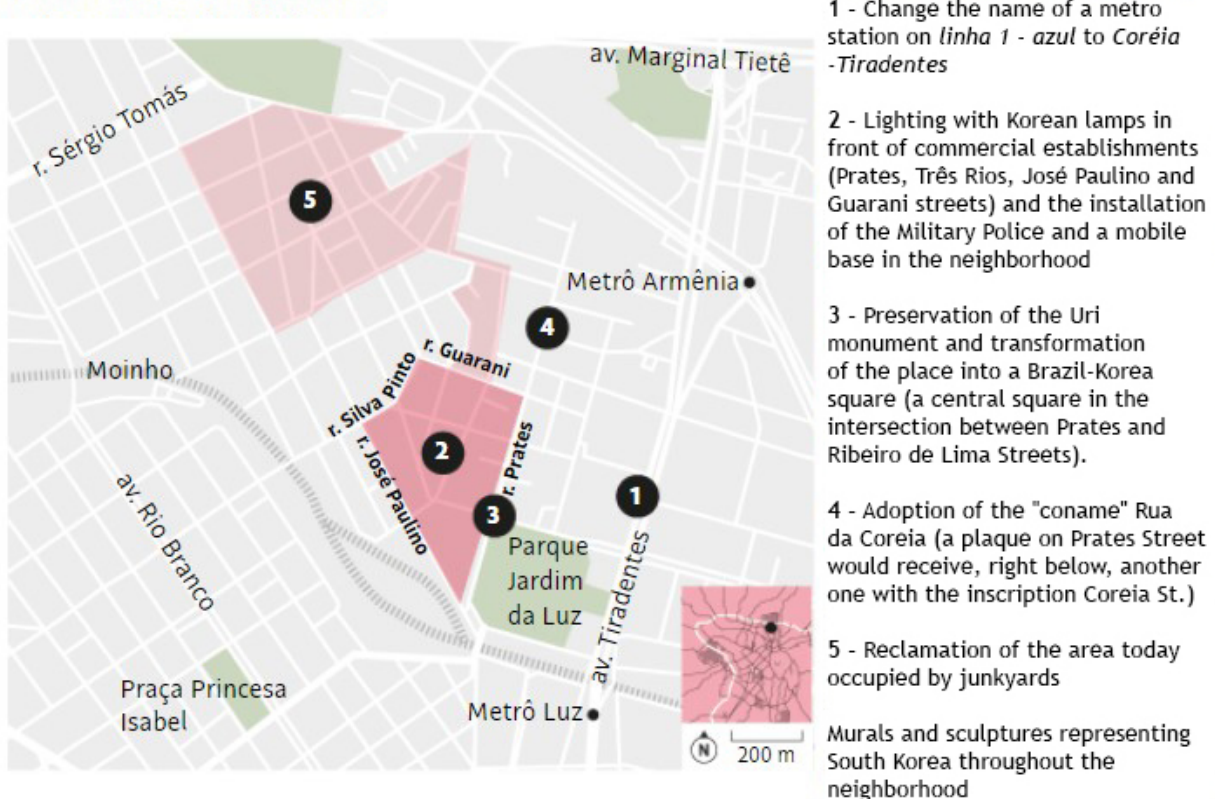 av. Marginal Tietê
r. Sérgio Tomás
5
Metrô Armênia
4
Moinho
r. Guarani
r. Silva Pinto
r. José Paulino
2
r. Prates
3
1
av. Rio Branco
Parque
Jardim
da Luz
av. Tiradentes
Praça Princesa
Isabel
Metrô Luz
N
200 m
1 - Change the name of a metro
station on linha 1 - azul to Coréia
-Tiradentes
2 - Lighting with Korean lamps in
front of commercial establishments
(Prates, Três Rios, José Paulino and
Guarani streets) and the installation
of the Military Police and a mobile
base in the neighborhood
3 - Preservation of the Uri
monument and transformation
of the place into a Brazil-Korea
square (a central square in the
intersection between Prates and
Ribeiro de Lima Streets).
4 - Adoption of the "coname" Rua
da Coreia (a plaque on Prates Street
would receive, right below, another
one with the inscription Coreia St.)
5 - Reclamation of the area today
occupied by junkyards
Murals and sculptures representing
South Korea throughout the
neighborhood